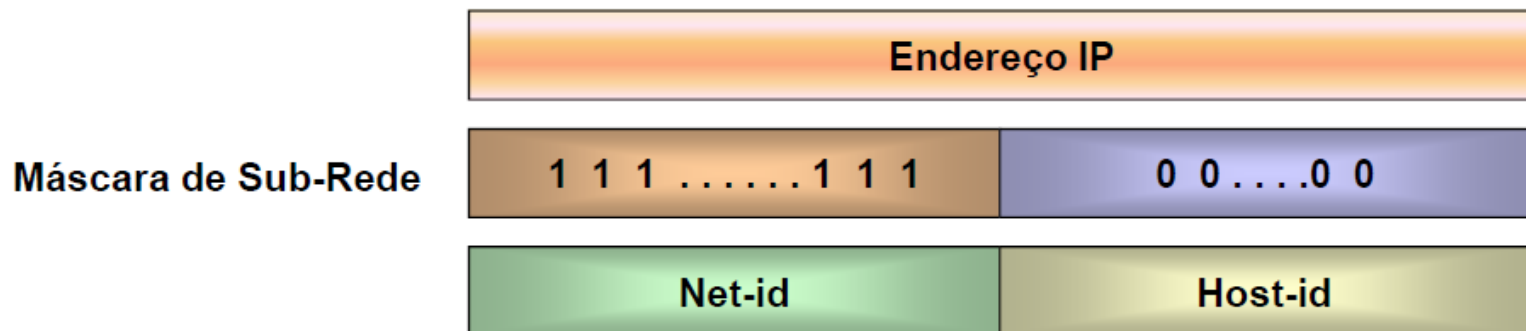 Endereço IP
Máscara de Sub-Rede 1 1 1 . . . . . . 1 1 1 0 0 . . . .0 0
Net-id Host-id